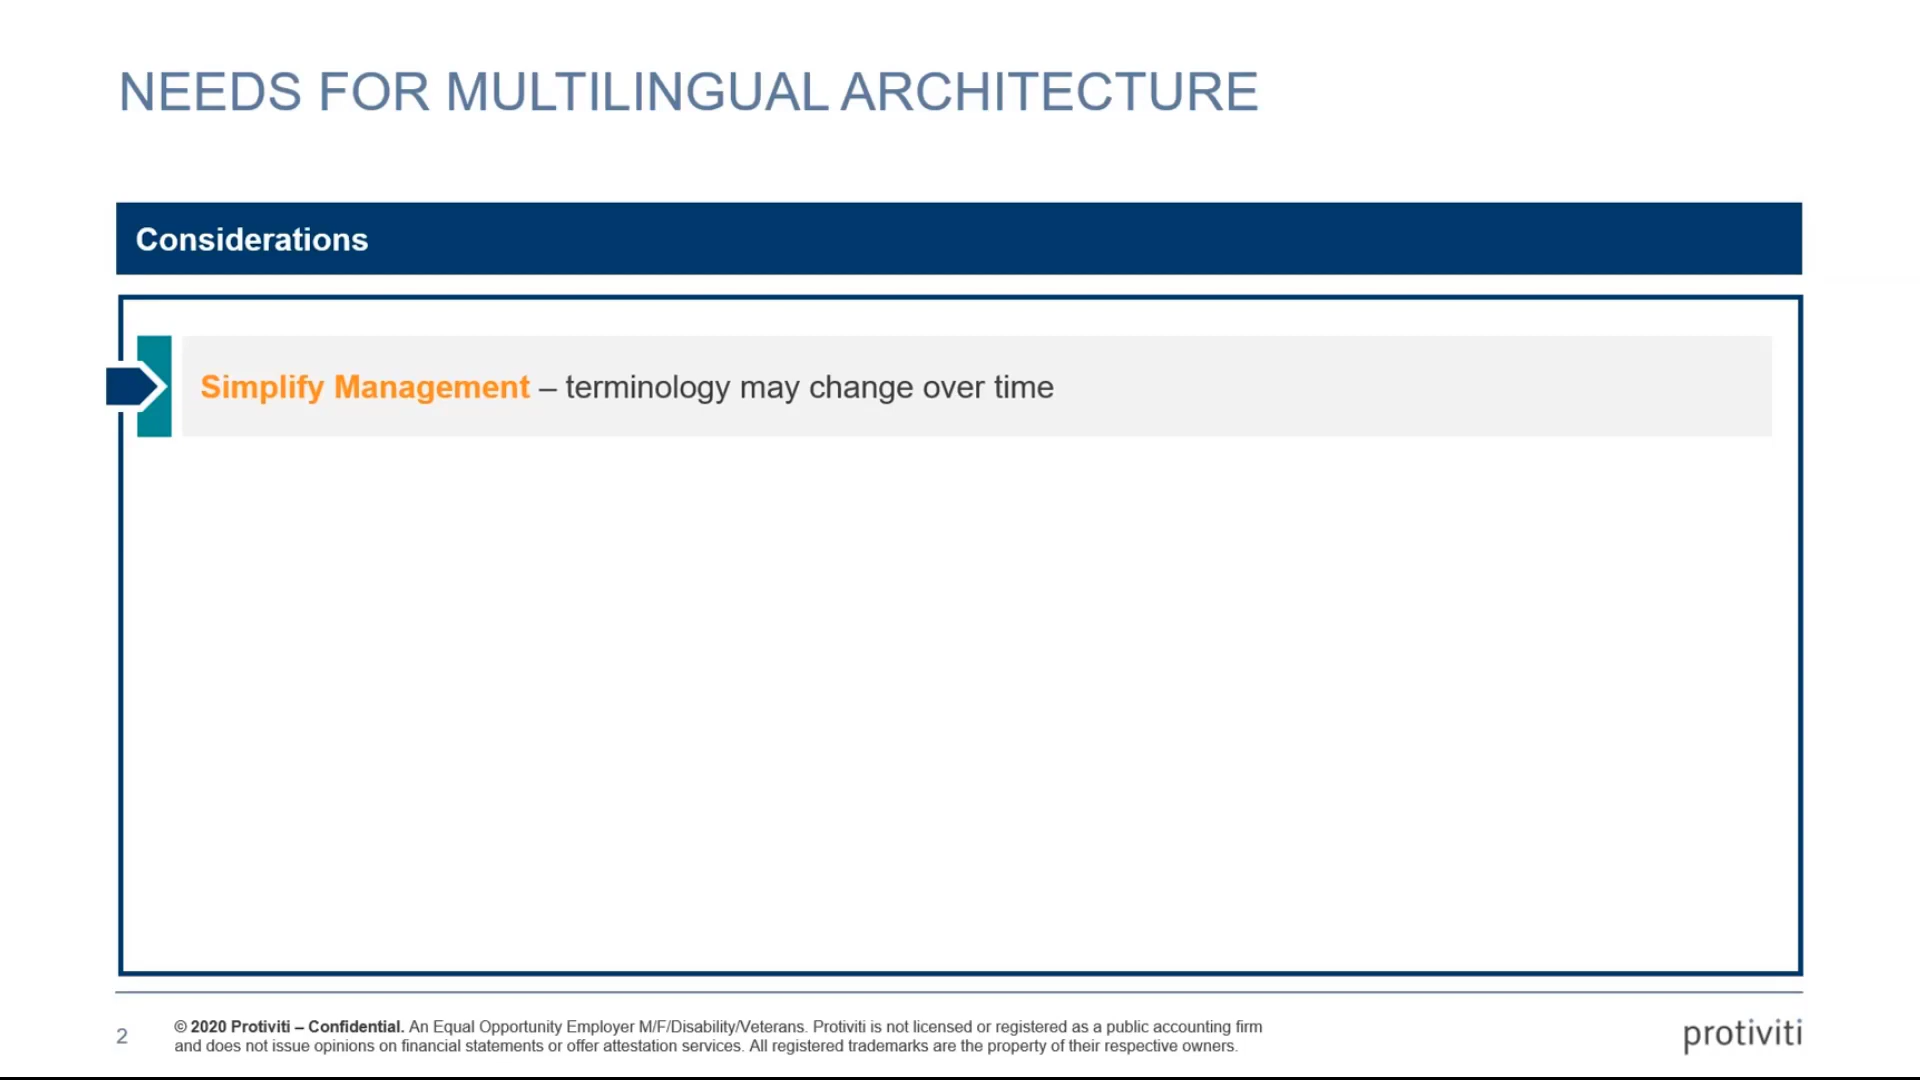 NEEDS FOR MULTILINGUAL ARCHITECTURE
Considerations
Simplify Management – terminology may change over time
2
© 2020 Protiviti – Confidential. An Equal Opportunity Employer M/F/Disability/Veterans. Protiviti is not licensed or registered as a public accounting firm
and does not issue opinions on financial statements or offer attestation services. All registered trademarks are the property of their respective owners.
protiviti